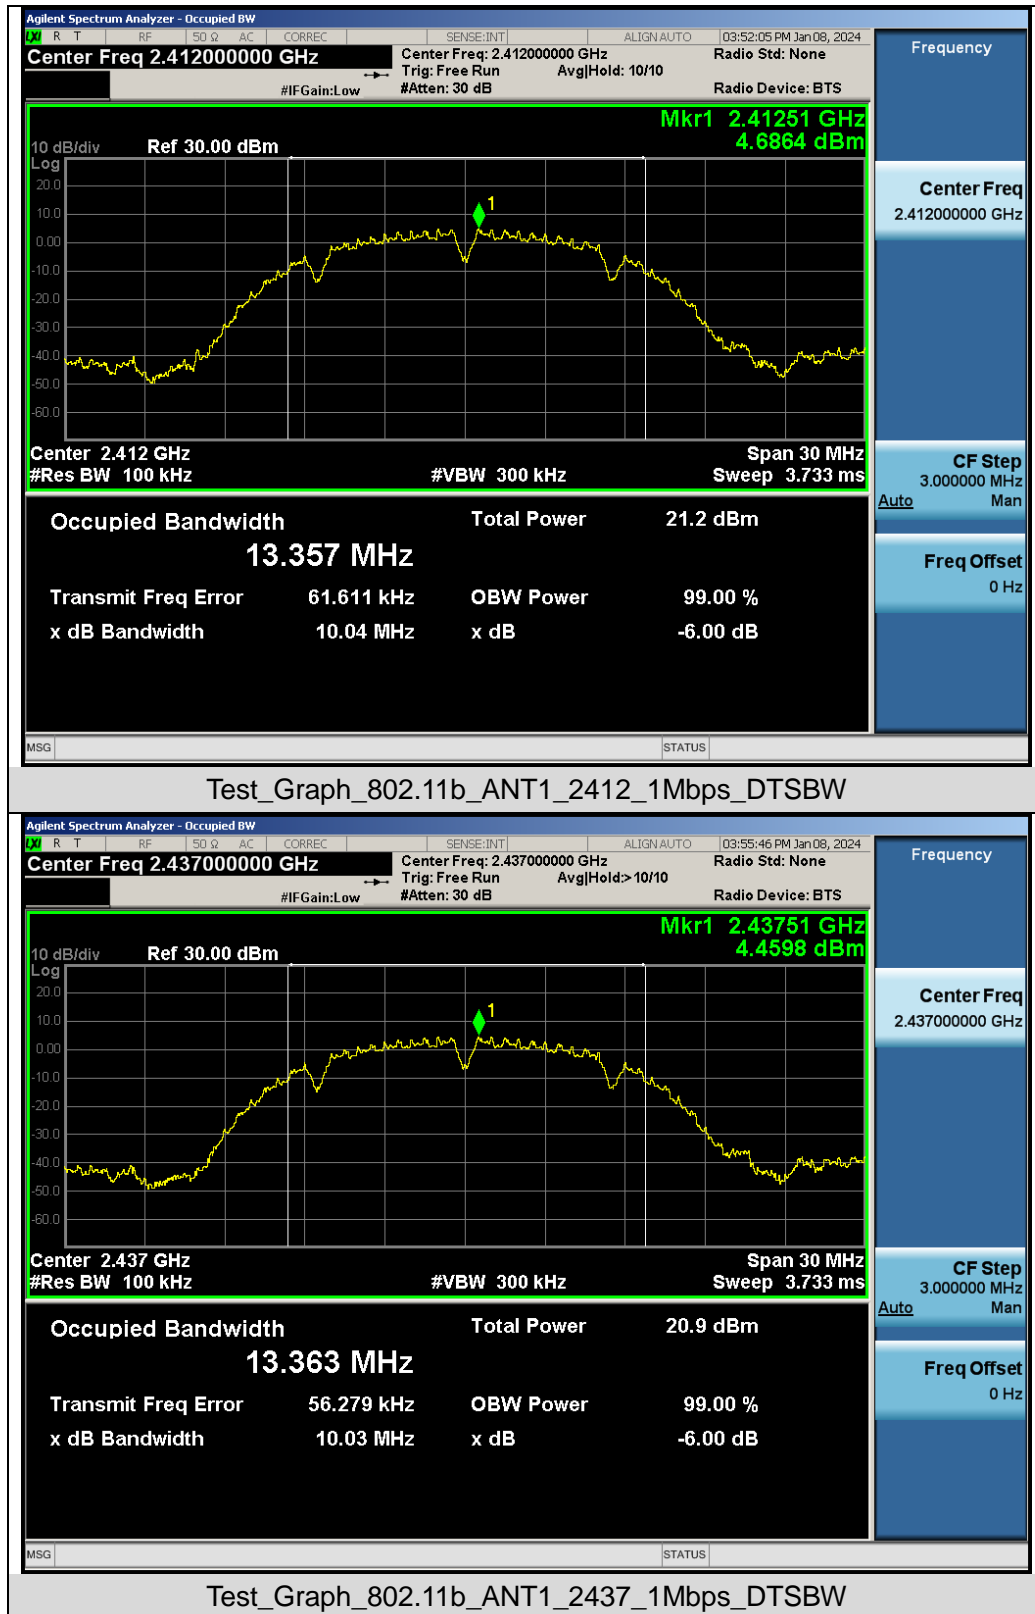 Agilent Spectrum Analyzer - Occupied BW
LXI R T RF 50 Ω AC CORREC SENSE:INT ALIGN AUTO 03:52:05 PM Jan 08, 2024
Center Freq 2.412000000 GHz
Center Freq: 2.412000000 GHz Radio Std: None
Trig: Free Run Avg|Hold: 10/10
#IFGain:Low #Atten: 30 dB Radio Device: BTS
Frequency
Mkr1 2.41251 GHz
4.6864 dBm
10 dB/div Ref 30.00 dBm
Log
20.0
10.0
0.00
-10.0
-20.0
-30.0
-40.0
-50.0
-60.0
1
Center 2.412 GHz Span 30 MHz
#Res BW 100 kHz #VBW 300 kHz Sweep 3.733 ms
Center Freq
2.412000000 GHz
CF Step
3.000000 MHz
Auto Man
Freq Offset
0 Hz
Occupied Bandwidth Total Power 21.2 dBm
13.357 MHz
Transmit Freq Error 61.611 kHz OBW Power 99.00 %
x dB Bandwidth 10.04 MHz x dB -6.00 dB
MSG STATUS
Test_Graph_802.11b_ANT1_2412_1Mbps_DTSBW
Agilent Spectrum Analyzer - Occupied BW
LXI R T RF 50 Ω AC CORREC SENSE:INT ALIGN AUTO 03:55:46 PM Jan 08, 2024
Center Freq 2.437000000 GHz
Center Freq: 2.437000000 GHz Radio Std: None
Trig: Free Run Avg|Hold:> 10/10
#IFGain:Low #Atten: 30 dB Radio Device: BTS
Frequency
Mkr1 2.43751 GHz
4.4598 dBm
10 dB/div Ref 30.00 dBm
Log
20.0
10.0
0.00
-10.0
-20.0
-30.0
-40.0
-50.0
-60.0
1
Center 2.437 GHz Span 30 MHz
#Res BW 100 kHz #VBW 300 kHz Sweep 3.733 ms
Center Freq
2.437000000 GHz
CF Step
3.000000 MHz
Auto Man
Freq Offset
0 Hz
Occupied Bandwidth Total Power 20.9 dBm
13.363 MHz
Transmit Freq Error 56.279 kHz OBW Power 99.00 %
x dB Bandwidth 10.03 MHz x dB -6.00 dB
MSG STATUS
Test_Graph_802.11b_ANT1_2437_1Mbps_DTSBW